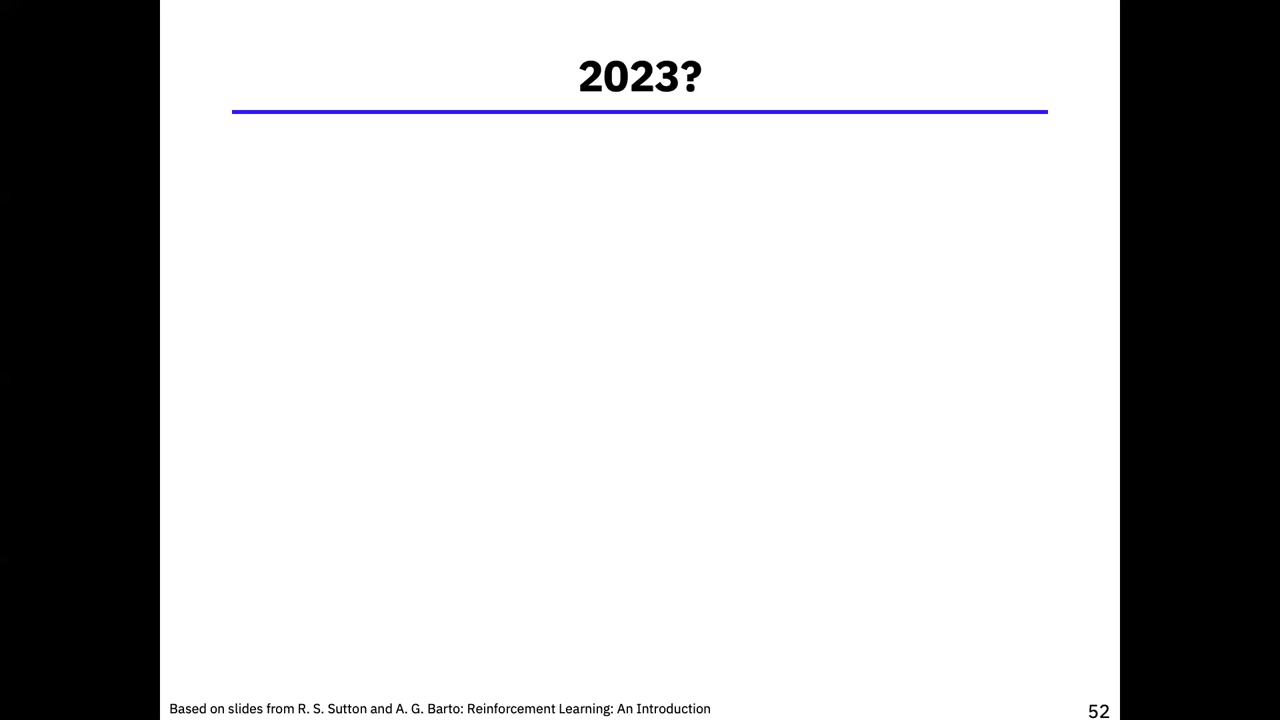 2023?
Based on slides from R. S. Sutton and A. G. Barto: Reinforcement Learning: An Introduction
52